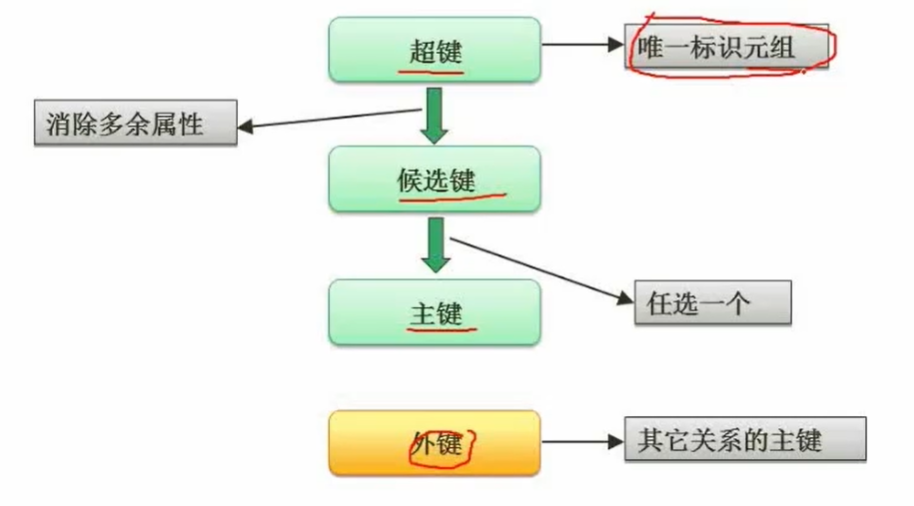 超键
唯一标识元组
消除多余属性
候选键
主键
任选一个
外键
其它关系的主键